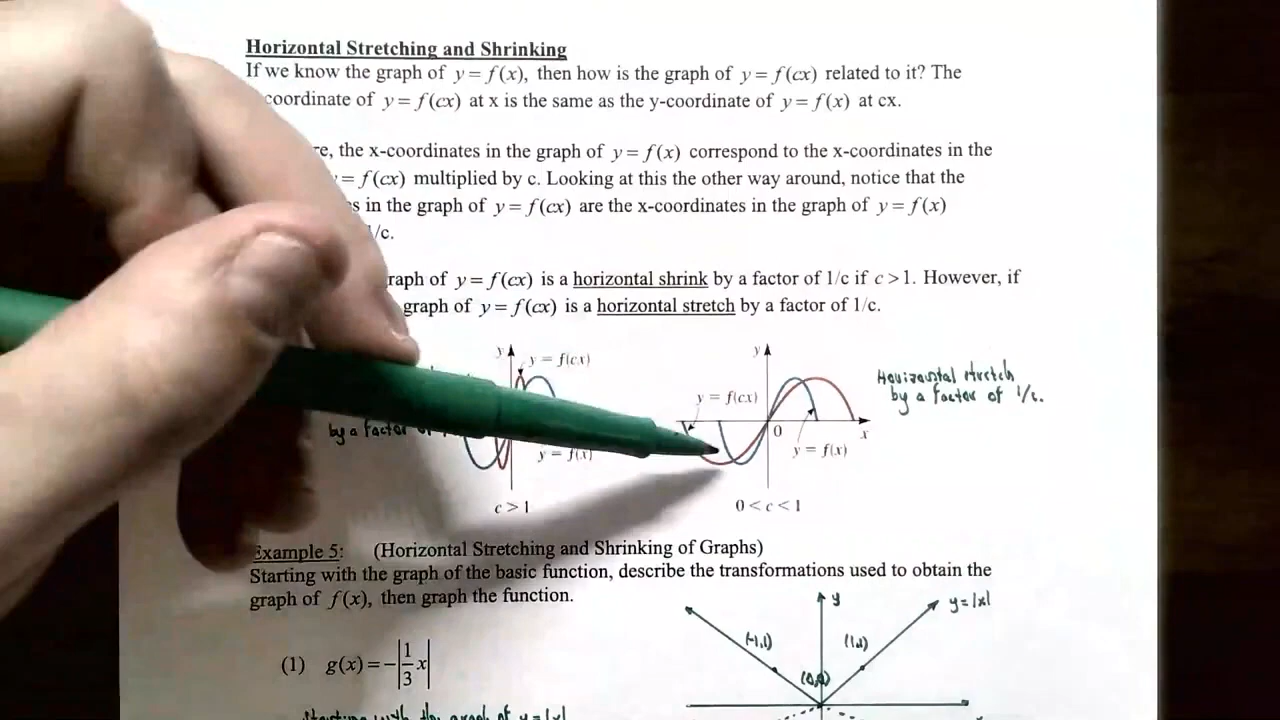 Horizontal Stretching and Shrinking
If we know the graph of y = f(x), then how is the graph of y = f(cx) related to it? The
coordinate of y = f(cx) at x is the same as the y-coordinate of y = f(x) at cx.
re, the x-coordinates in the graph of y = f(x) correspond to the x-coordinates in the
= f(cx) multiplied by c. Looking at this the other way around, notice that the
s in the graph of y = f(cx) are the x-coordinates in the graph of y = f(x)
/c.
raph of y = f(cx) is a horizontal shrink by a factor of 1/c if c > 1. However, if
graph of y = f(cx) is a horizontal stretch by a factor of 1/c.
y
y = f(cx)
by a factor
y = f(x)
c > 1
y
y = f(cx)
0
x
y = f(x)
0 < c < 1
Horizontal stretch
by a factor of 1/c.
Example 5: (Horizontal Stretching and Shrinking of Graphs)
Starting with the graph of the basic function, describe the transformations used to obtain the
graph of f(x), then graph the function.
(1) g(x) = -|1/3 x|
y
y=|x|
(-1,1)
(1,1)
(0,0)
starting with the graph of y=|x|